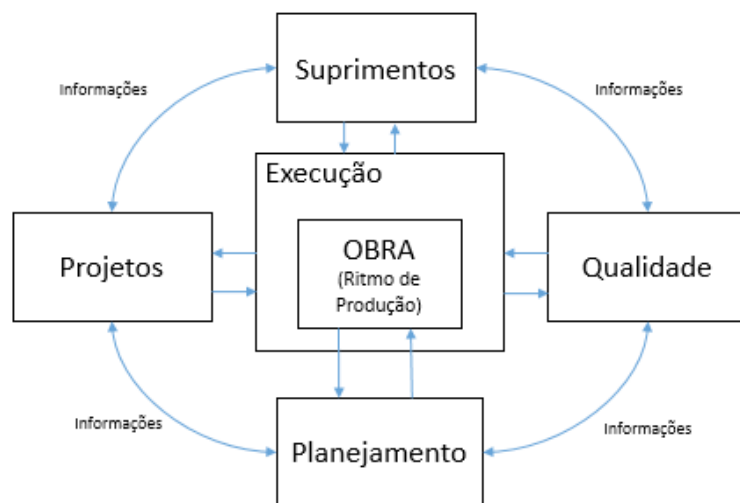 Suprimentos
Informações
Informações
Execução
Projetos
OBRA
(Ritmo de
Produção)
Qualidade
Informações
Informações
Planejamento